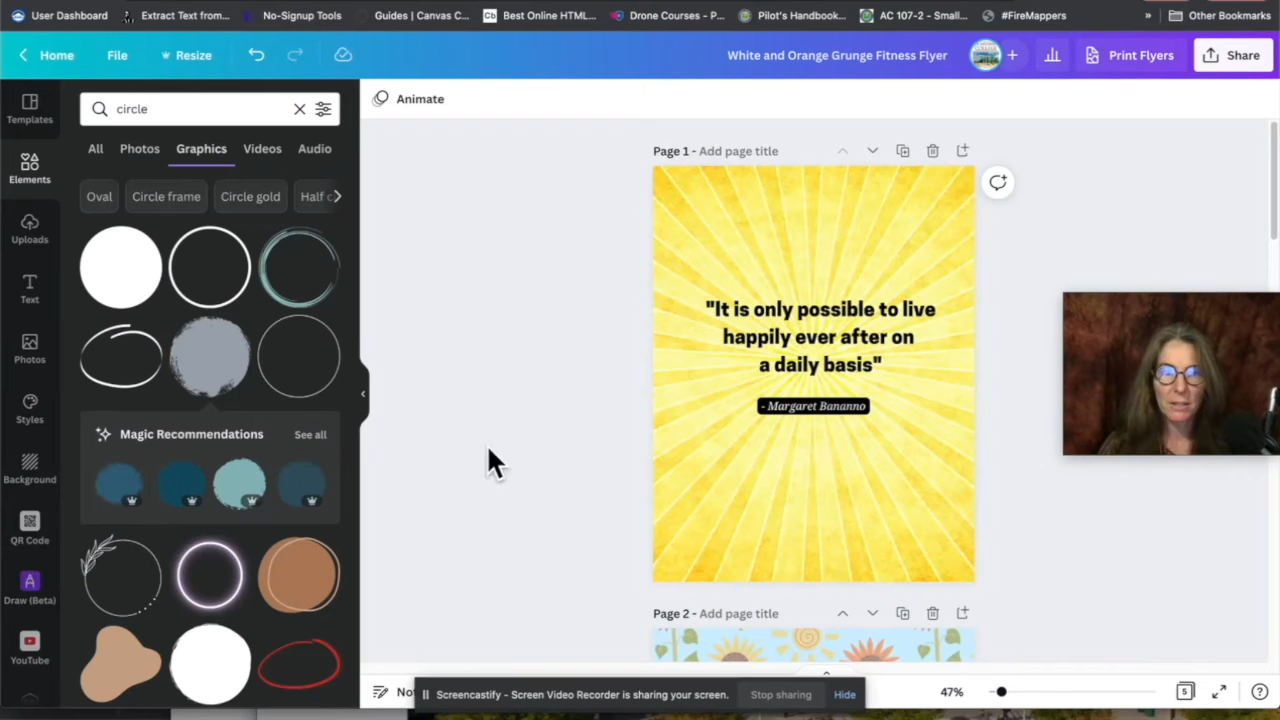 User Dashboard
Extract Text from...
No-Signup Tools
Guides | Canvas C...
Cb
Best Online HTML...
Drone Courses - P...
Pilot's Handbook...
AC 107-2 - Small...
#FireMappers
»
Other Bookmarks
Home
File
Resize
White and Orange Grunge Fitness Flyer
+
Print Flyers
Share
Templates
Elements
Uploads
Text
Photos
Styles
Background
QR Code
Draw (Beta)
YouTube
circle
All
Photos
Graphics
Videos
Audio
Oval
Circle frame
Circle gold
Half c
Magic Recommendations
See all
Animate
Page 1 - Add page title
"It is only possible to live
happily ever after on
a daily basis"
- Margaret Bananno
Page 2 - Add page title
Not
Screencastify - Screen Video Recorder is sharing your screen.
Stop sharing
Hide
47%
5